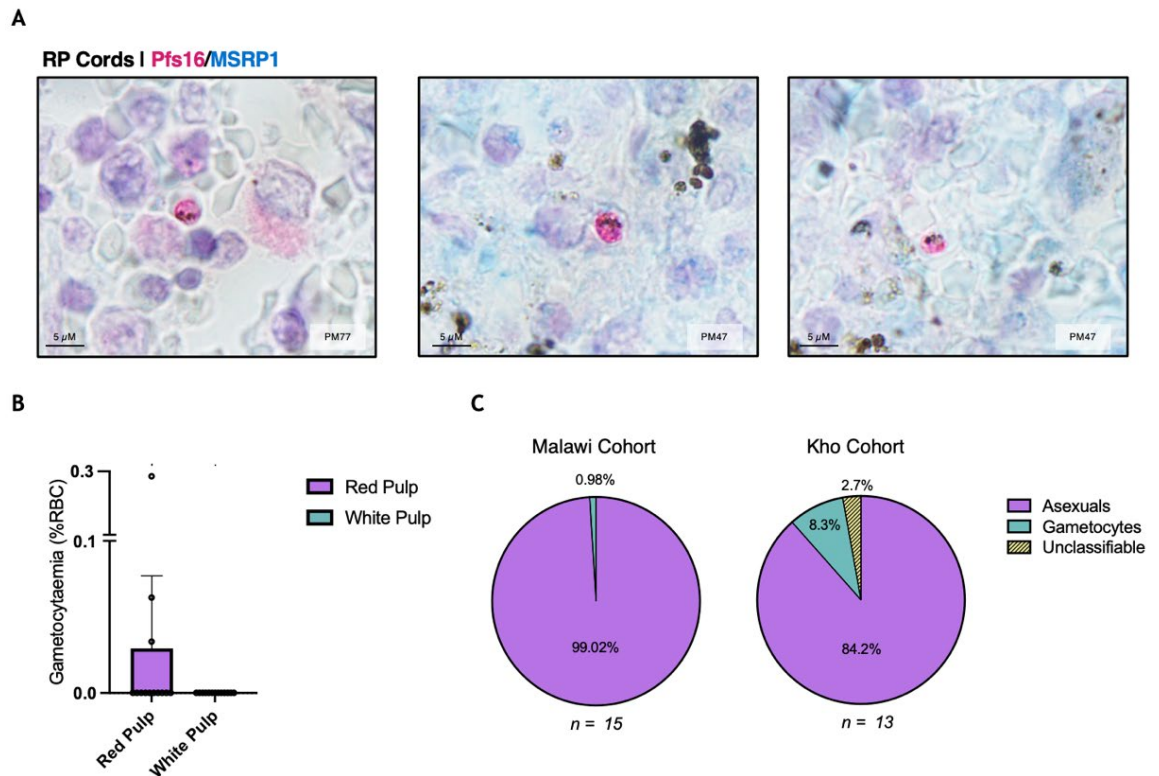 A
RP Cords | Pfs16/MSRP1
5 µM
PM77
5 µM
PM47
5 µM
PM47
B
Gametocytaemia (%RBC)
0.3
0.1
0.0
Red Pulp
White Pulp
Red Pulp
White Pulp
C
Malawi Cohort
0.98%
99.02%
n = 15
Kho Cohort
2.7%
8.3%
84.2%
n = 13
Asexuals
Gametocytes
Unclassifiable